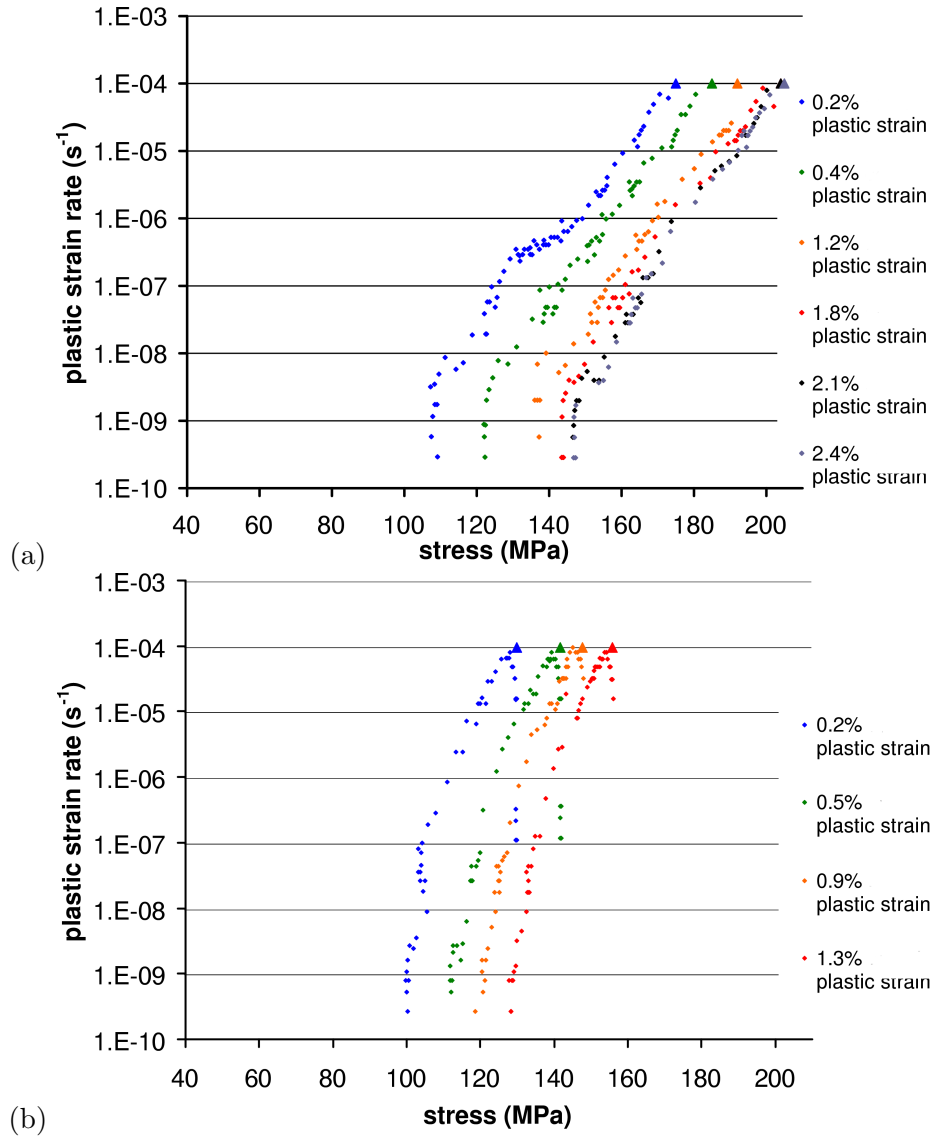 1.E-03
1.E-04
1.E-05
1.E-06
1.E-07
1.E-08
1.E-09
1.E-10
plastic strain rate (s-1)
40 60 80 100 120 140 160 180 200
stress (MPa)
0.2%
plastic strain
0.4%
plastic strain
1.2%
plastic strain
1.8%
plastic strain
2.1%
plastic strain
2.4%
plastic strain
(a)
1.E-03
1.E-04
1.E-05
1.E-06
1.E-07
1.E-08
1.E-09
1.E-10
plastic strain rate (s-1)
40 60 80 100 120 140 160 180 200
stress (MPa)
0.2%
plastic strain
0.5%
plastic strain
0.9%
plastic strain
1.3%
plastic strain
(b)